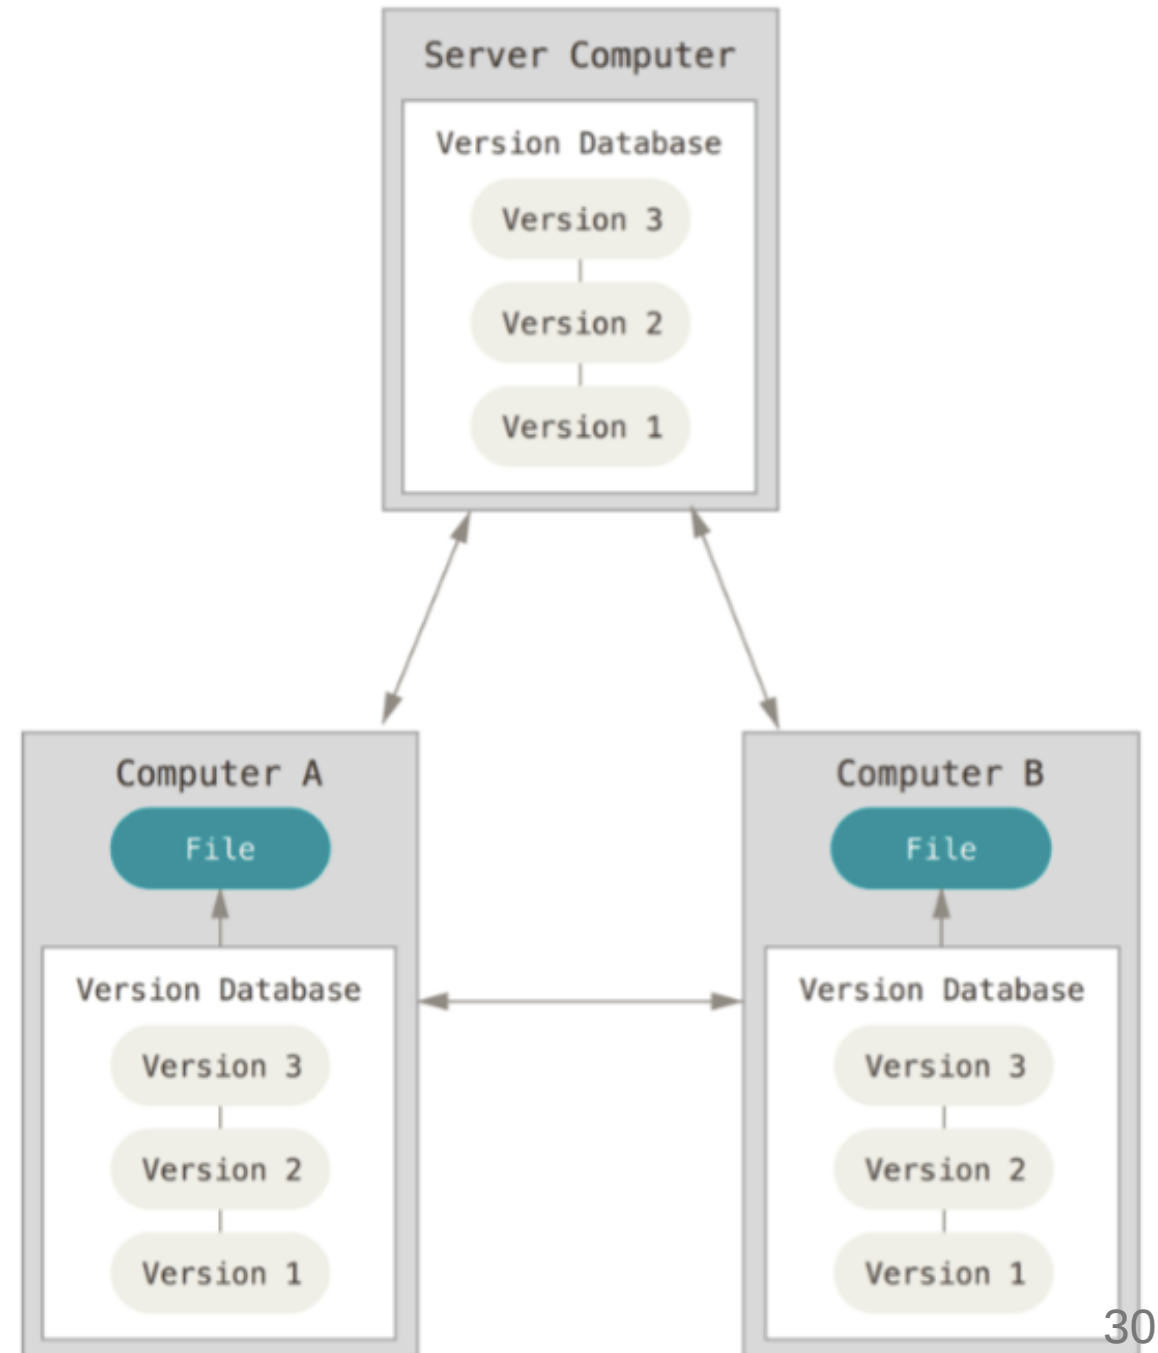 Server Computer
Version Database
Version 3
Version 2
Version 1
Computer A
File
Version Database
Version 3
Version 2
Version 1
Computer B
File
Version Database
Version 3
Version 2
Version 1
30